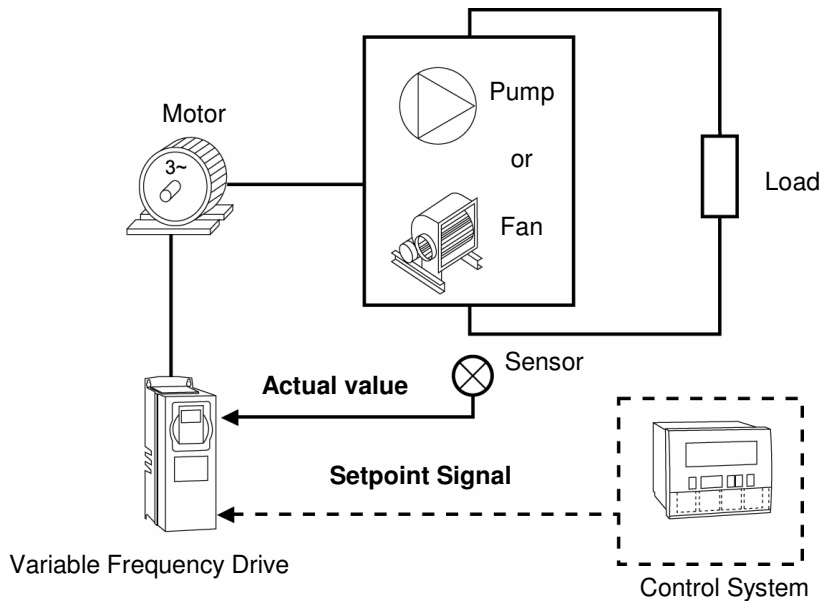 Pump
Motor
3~
or
Load
Fan
Sensor
Actual value
Setpoint Signal
Variable Frequency Drive
Control System